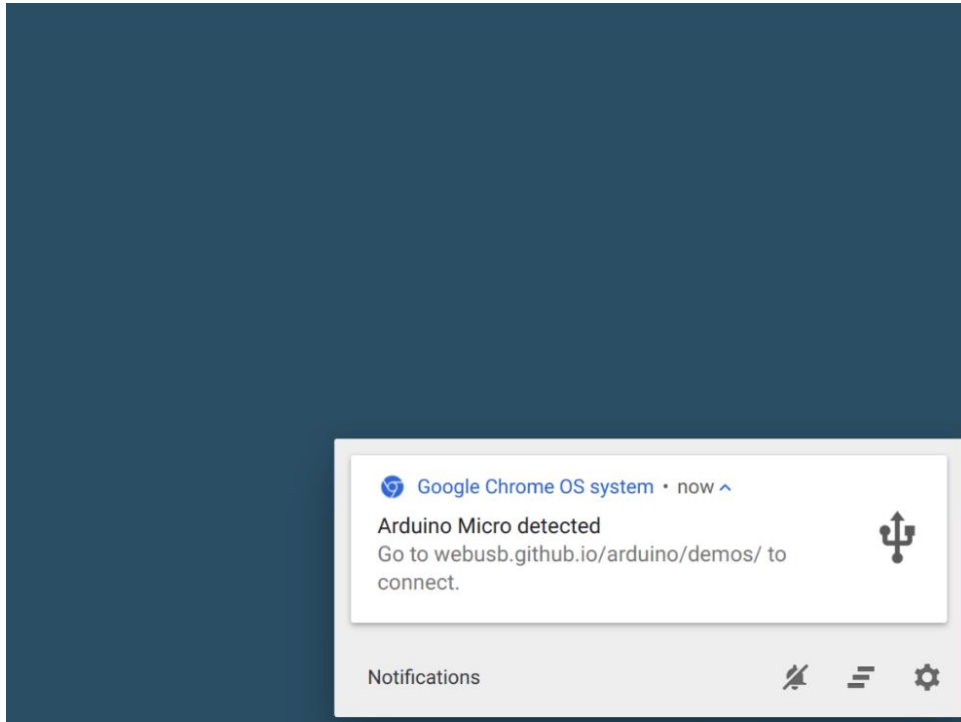 Google Chrome OS system • now
Arduino Micro detected
Go to webusb.github.io/arduino/demos/ to
connect.
Notifications